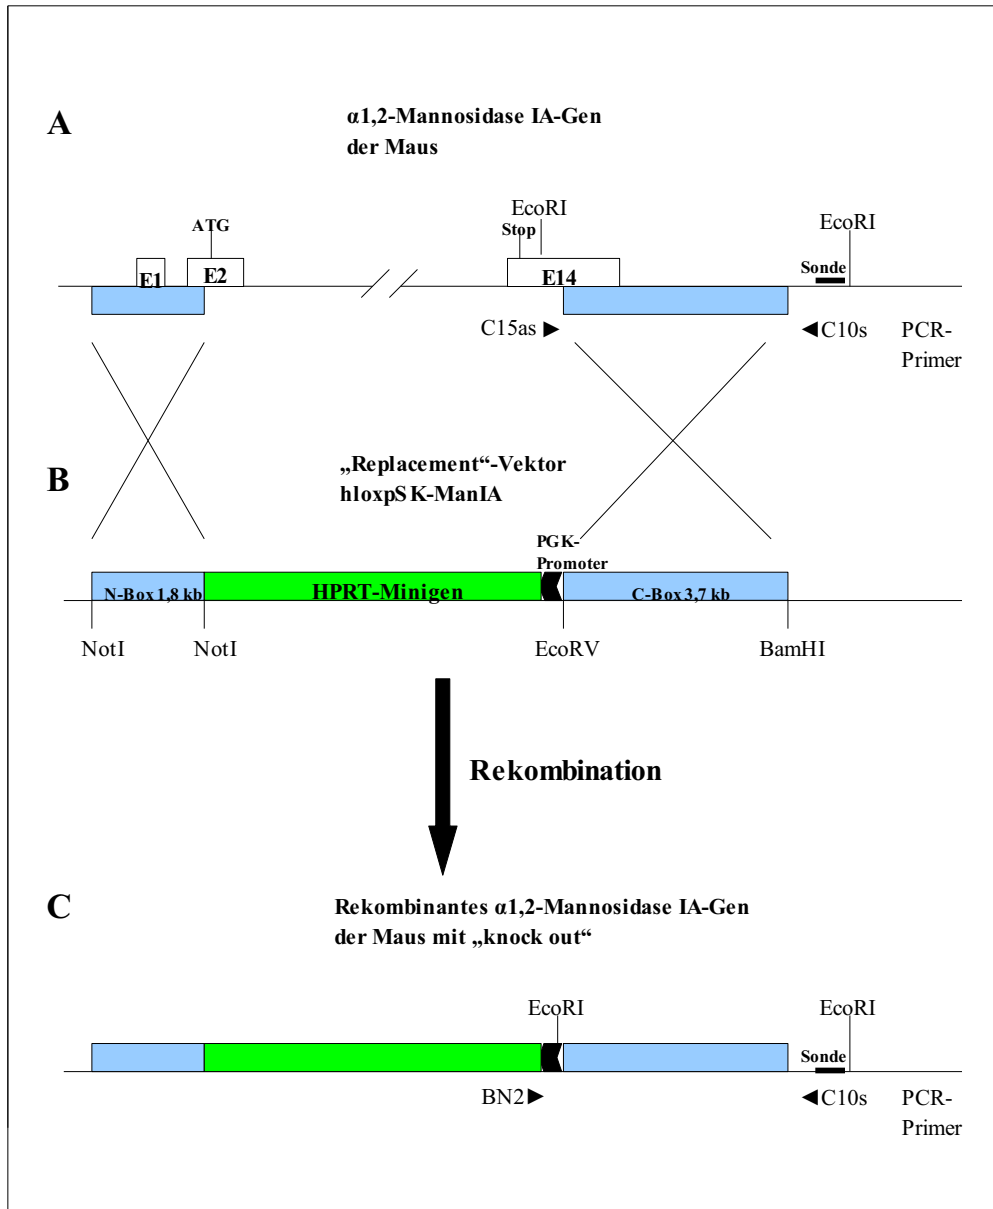 A
α1,2-Mannosidase IA-Gen
der Maus
EcoRI
ATG
Stop
EcoRI
E1
E2
E14
Sonde
C15as
C10s
PCR-
Primer
B
„Replacement“-Vektor
hloxpSK-ManIA
PGK-
Promoter
N-Box 1,8 kb
HPRT-Minigen
C-Box 3,7 kb
NotI
NotI
EcoRV
BamHI
Rekombination
C
Rekombinantes α1,2-Mannosidase IA-Gen
der Maus mit „knock out“
EcoRI
EcoRI
Sonde
BN2
C10s
PCR-
Primer